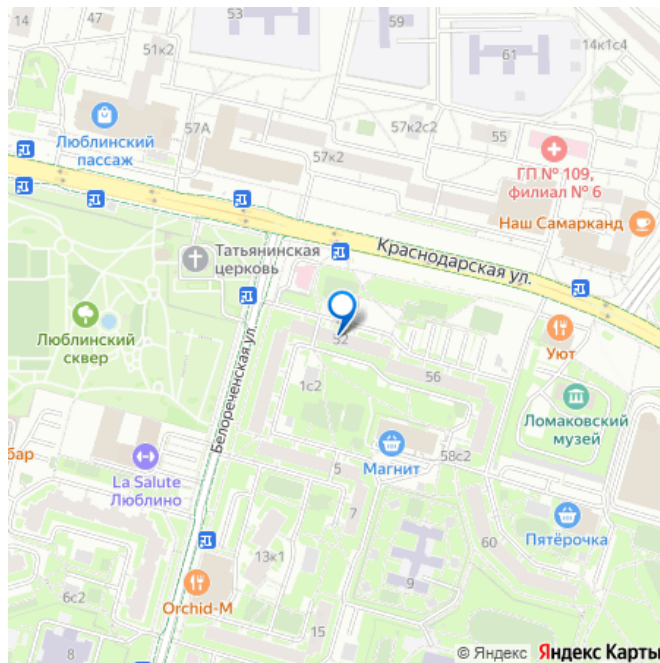 14
47
53
59
51к2
61
14к1с4
57А
57к2с2
55
Люблинский
пассаж
57к2
ГП № 109,
филиал № 6
Наш Самарканд
Татьянинская
церковь
Краснодарская ул.
Люблинский
сквер
Белореченская ул.
52
Уют
56
1с2
Ломаковский
музей
бар
Магнит
58с2
La Salute
Люблино
5
7
Пятёрочка
60
13к1
9
Orchid-M
6с2
15
8
© Яндекс Яндекс Карты